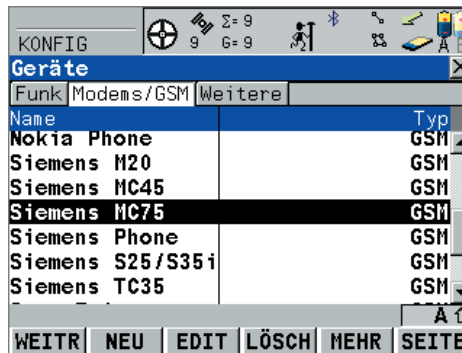 Σ= 9
KONFIG 9 G= 9
Geräte
Funk Modems/GSM Weitere
Name Typ
Nokia Phone GSM
Siemens M20 GSM
Siemens MC45 GSM
Siemens MC75 GSM
Siemens Phone GSM
Siemens S25/S35i GSM
Siemens TC35 GSM
A
WEITR NEU EDIT LÖSCH MEHR SEITE